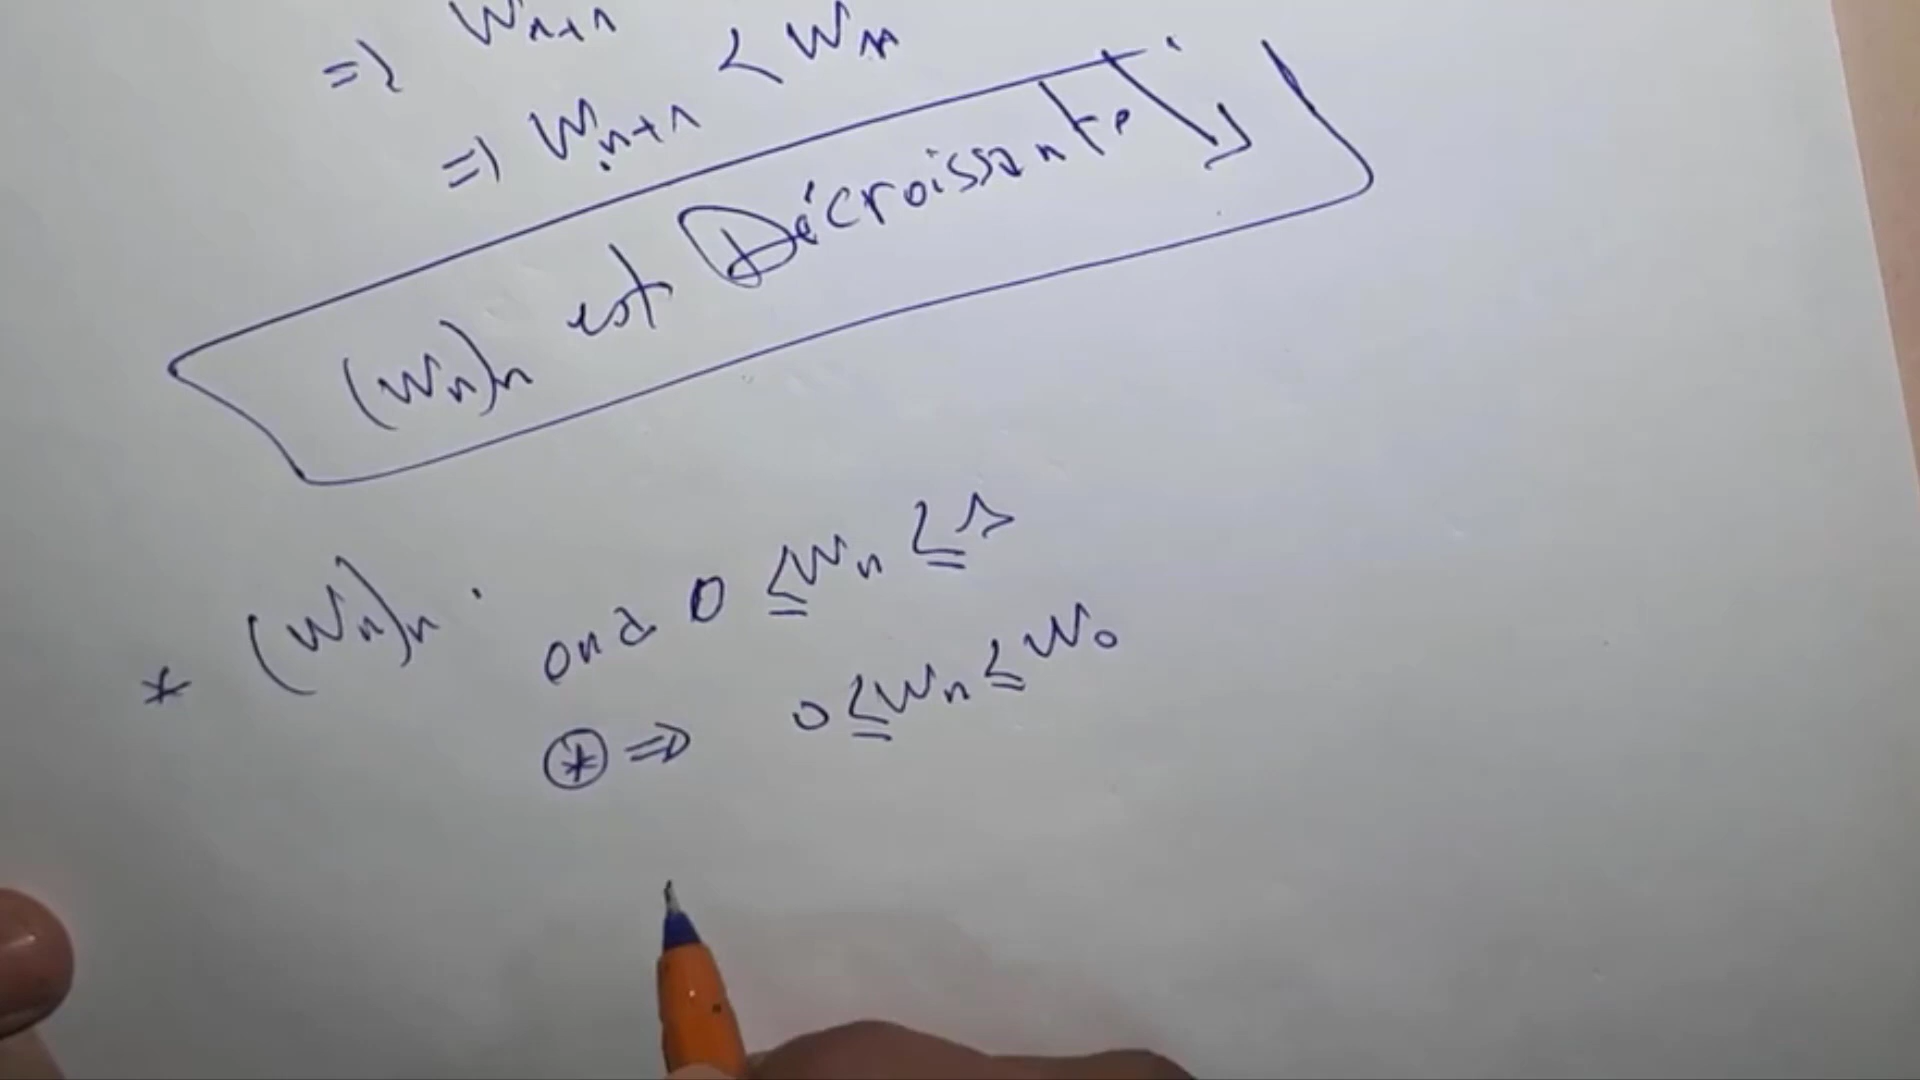 => Wn+1
=> Wn+1 < Wn
(Wn)n est Décroissante
* (Wn)n . on a 0 ≤ Wn ≤ 1
⊛ => 0 ≤ Wn ≤ W0